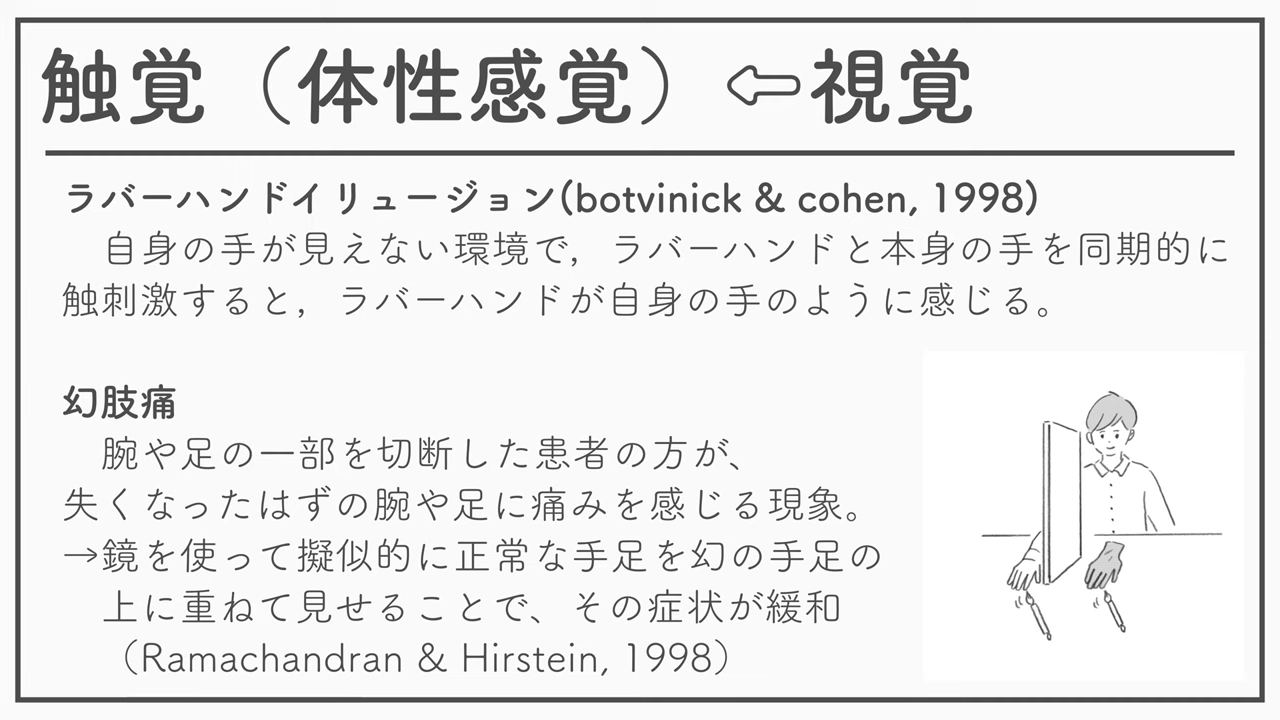 触覚（体性感覚）⇦視覚
ラバーハンドイリュージョン(botvinick & cohen, 1998)
自身の手が見えない環境で，ラバーハンドと本身の手を同期的に
触刺激すると，ラバーハンドが自身の手のように感じる。
幻肢痛
腕や足の一部を切断した患者の方が、
失くなったはずの腕や足に痛みを感じる現象。
→鏡を使って擬似的に正常な手足を幻の手足の
上に重ねて見せることで、その症状が緩和
（Ramachandran & Hirstein, 1998）